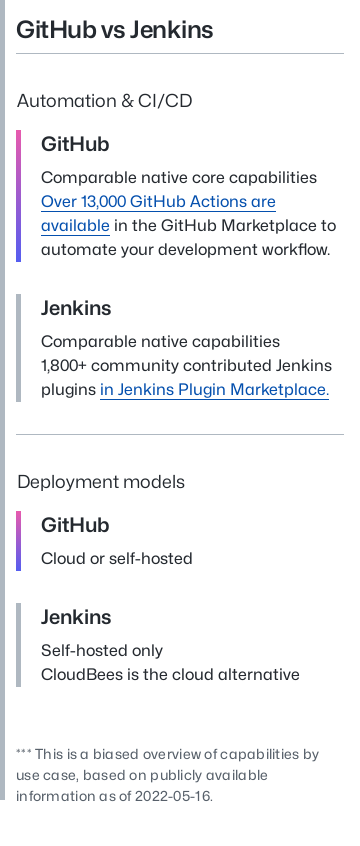 GitHub vs Jenkins
Automation & CI/CD
GitHub
Comparable native core capabilities
Over 13,000 GitHub Actions are
available in the GitHub Marketplace to
automate your development workflow.
Jenkins
Comparable native capabilities
1,800+ community contributed Jenkins
plugins in Jenkins Plugin Marketplace.
Deployment models
GitHub
Cloud or self-hosted
Jenkins
Self-hosted only
CloudBees is the cloud alternative
*** This is a biased overview of capabilities by
use case, based on publicly available
information as of 2022-05-16.